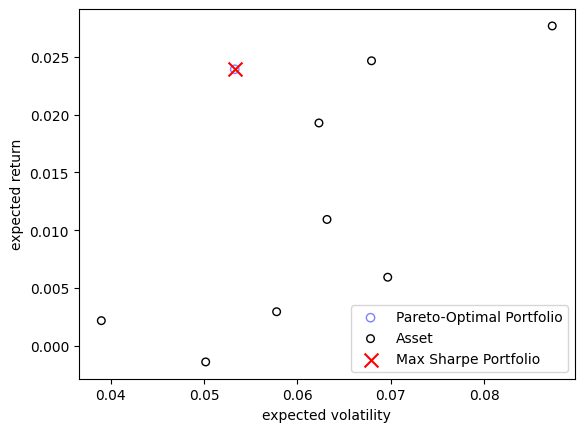 0.025
0.020
0.015
0.010
0.005
0.000
expected return
0.04 0.05 0.06 0.07 0.08
expected volatility
Pareto-Optimal Portfolio
Asset
Max Sharpe Portfolio